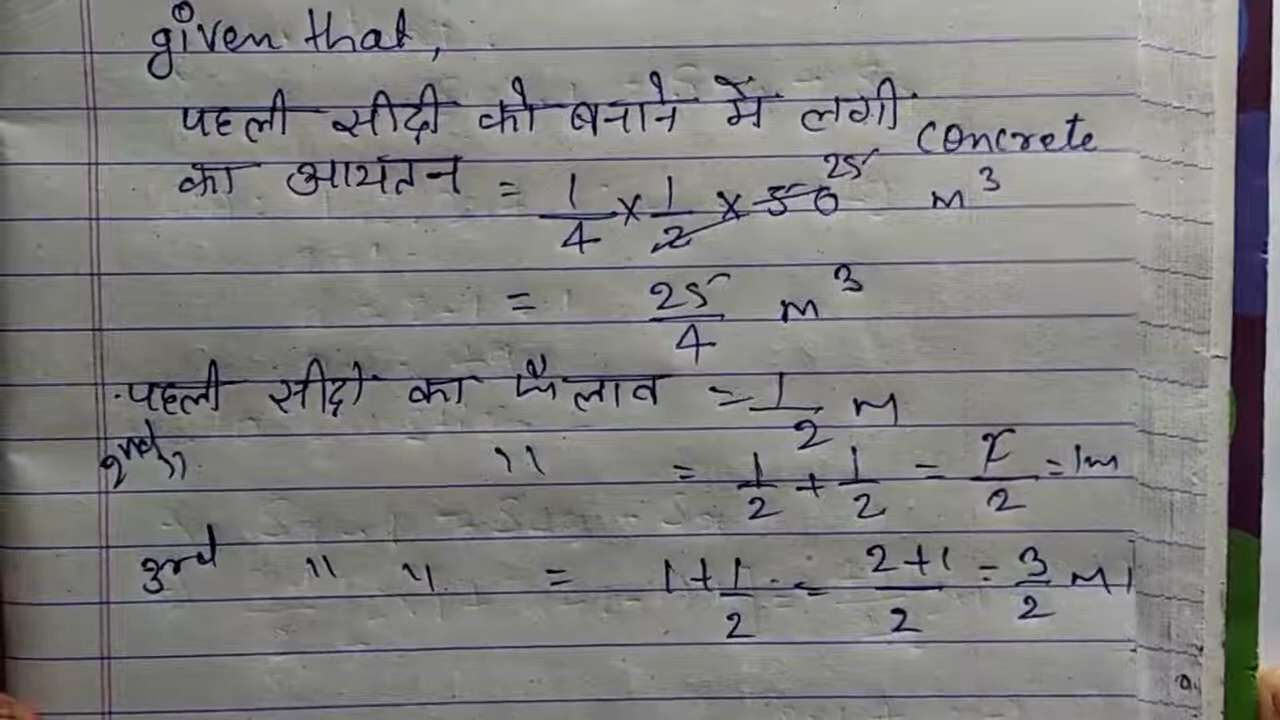 given that,
पहली सीढ़ी को बनाने में लगी concrete
का आयतन = 1/4 × 1/2 × 50 25 m³
= 25/4 m³
पहली सीढ़ी का फैलाव = 1/2 m
2nd " " = 1/2 + 1/2 = 2/2 = 1m
3rd " " = 1+1/2 = 2+1/2 = 3/2 m